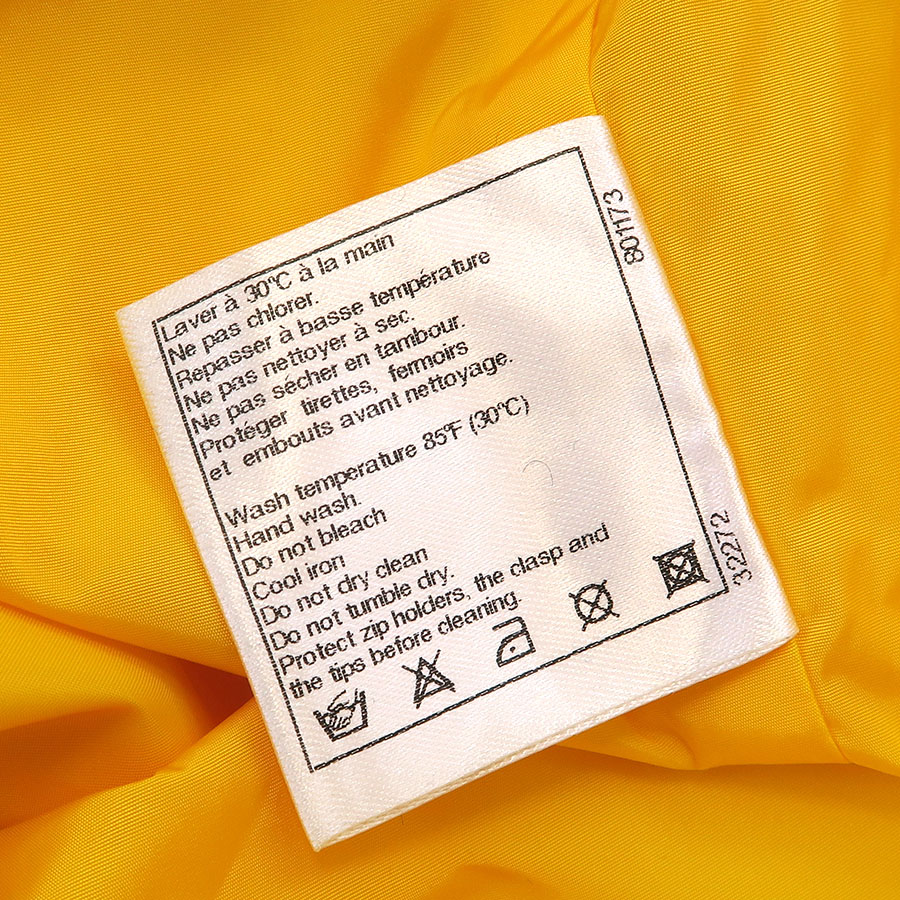 Laver à 30°C à la main
Ne pas chlorer.
Repasser à basse température
Ne pas nettoyer à sec.
Ne pas sécher en tambour.
Protéger tirettes, fermoirs
et embouts avant nettoyage.
Wash temperature 85°F (30°C)
Hand wash.
Do not bleach
Cool iron
Do not dry clean
Do not tumble dry.
Protect zip holders, the clasp and
the tips before cleaning.
801173
32272